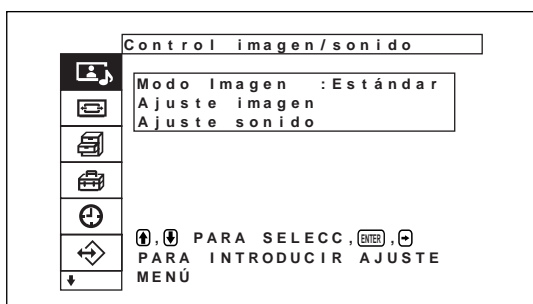 Control imagen/sonido
Modo Imagen :Estándar
Ajuste imagen
Ajuste sonido
↑,↓ PARA SELECC, ENTER ,→
PARA INTRODUCIR AJUSTE
MENÚ